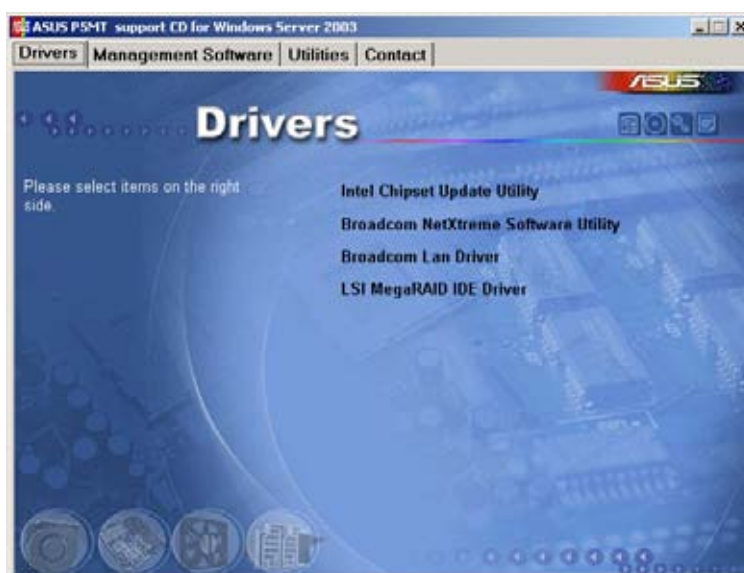 ASUS P5MT support CD for Windows Server 2003
Drivers Management Software Utilities Contact
ASUS
Drivers
Please select items on the right
side.
Intel Chipset Update Utility
Broadcom NetXtreme Software Utility
Broadcom Lan Driver
LSI MegaRAID IDE Driver